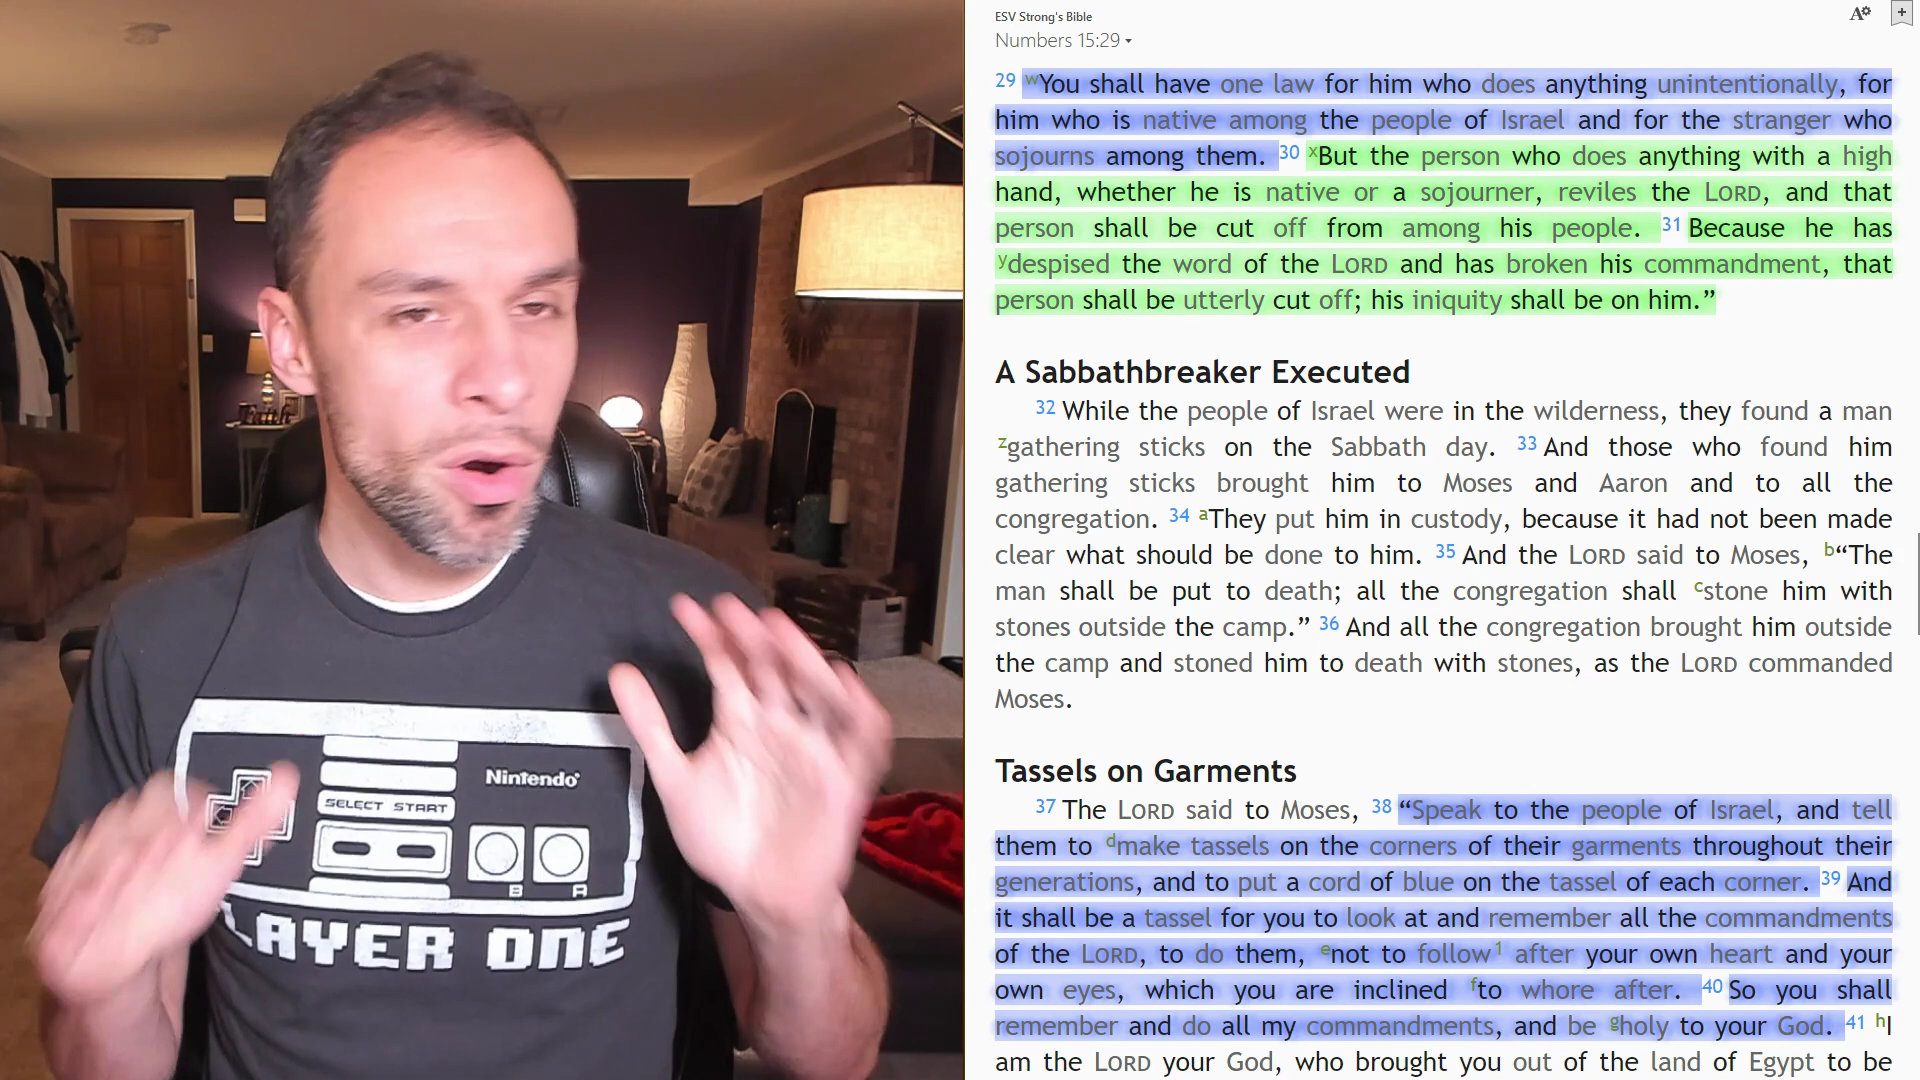 Faith
Nintendo
SELECT START
B A
LAYER ONE
ESV Strong's Bible
Numbers 15:29
29 wYou shall have one law for him who does anything unintentionally, for
him who is native among the people of Israel and for the stranger who
sojourns among them. 30 xBut the person who does anything with a high
hand, whether he is native or a sojourner, reviles the LORD, and that
person shall be cut off from among his people. 31 Because he has
ydespised the word of the LORD and has broken his commandment, that
person shall be utterly cut off; his iniquity shall be on him.”
A Sabbathbreaker Executed
32 While the people of Israel were in the wilderness, they found a man
zgathering sticks on the Sabbath day. 33 And those who found him
gathering sticks brought him to Moses and Aaron and to all the
congregation. 34 aThey put him in custody, because it had not been made
clear what should be done to him. 35 And the LORD said to Moses, b“The
man shall be put to death; all the congregation shall cstone him with
stones outside the camp.” 36 And all the congregation brought him outside
the camp and stoned him to death with stones, as the LORD commanded
Moses.
Tassels on Garments
37 The LORD said to Moses, 38 “Speak to the people of Israel, and tell
them to dmake tassels on the corners of their garments throughout their
generations, and to put a cord of blue on the tassel of each corner. 39 And
it shall be a tassel for you to look at and remember all the commandments
of the LORD, to do them, enot to follow1 after your own heart and your
own eyes, which you are inclined fto whore after. 40 So you shall
remember and do all my commandments, and be gholy to your God. 41 hI
am the LORD your God, who brought you out of the land of Egypt to be